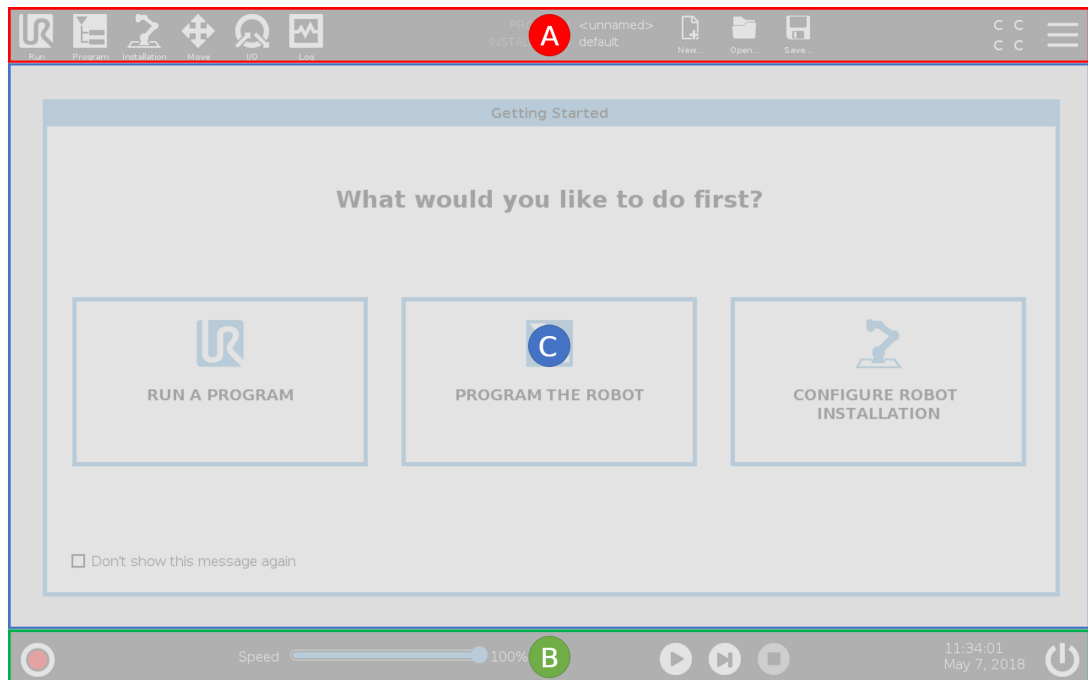 PR
<unnamed>
INSTAL
default
A
New...
Open...
Save...
C C
C C
Run
Program
Installation
Move
I/O
Log
Getting Started
What would you like to do first?
C
RUN A PROGRAM
PROGRAM THE ROBOT
CONFIGURE ROBOT
INSTALLATION
Don't show this message again
Speed
100%
B
11:34:01
May 7, 2018